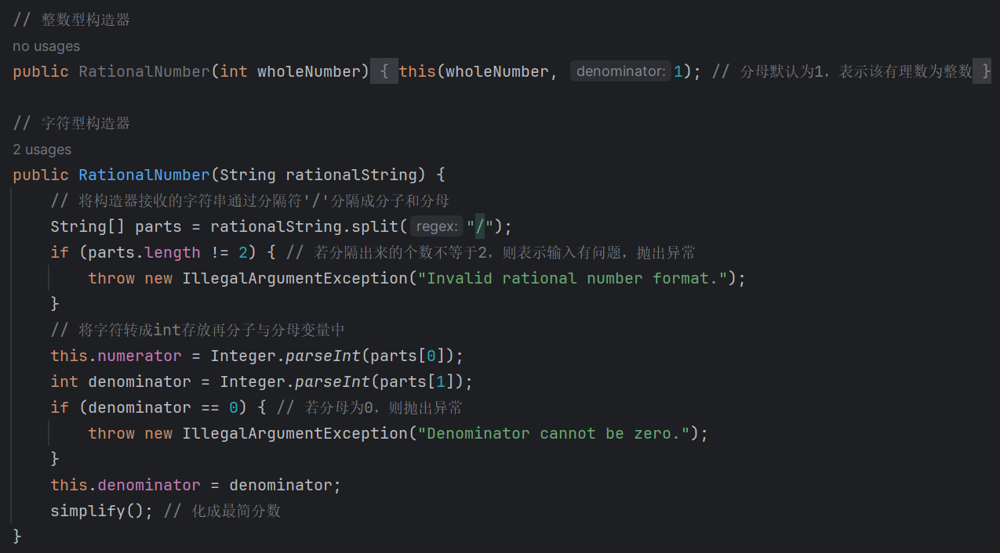 // 整数型构造器
no usages
public RationalNumber(int wholeNumber) { this(wholeNumber, denominator: 1); // 分母默认为1，表示该有理数为整数 }
// 字符型构造器
2 usages
public RationalNumber(String rationalString) {
// 将构造器接收的字符串通过分隔符'/'分隔成分子和分母
String[] parts = rationalString.split( regex: "/");
if (parts.length != 2) { // 若分隔出来的个数不等于2，则表示输入有问题，抛出异常
throw new IllegalArgumentException("Invalid rational number format.");
}
// 将字符转成int存放再分子与分母变量中
this.numerator = Integer.parseInt(parts[0]);
int denominator = Integer.parseInt(parts[1]);
if (denominator == 0) { // 若分母为0，则抛出异常
throw new IllegalArgumentException("Denominator cannot be zero.");
}
this.denominator = denominator;
simplify(); // 化成最简分数
}